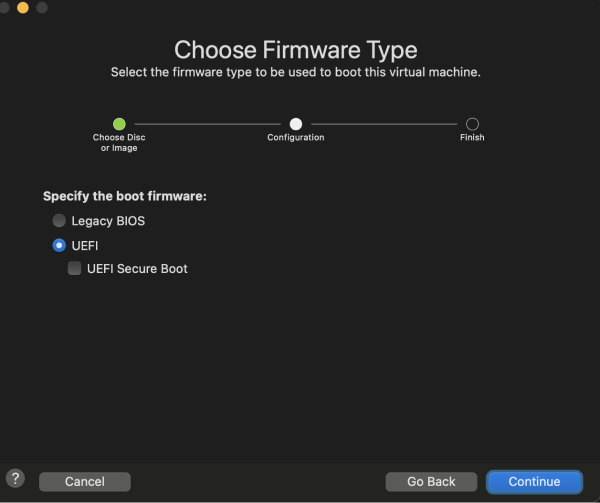 Choose Firmware Type
Select the firmware type to be used to boot this virtual machine.
Choose Disc
or Image
Configuration
Finish
Specify the boot firmware:
Legacy BIOS
UEFI
UEFI Secure Boot
?
Cancel
Go Back
Continue